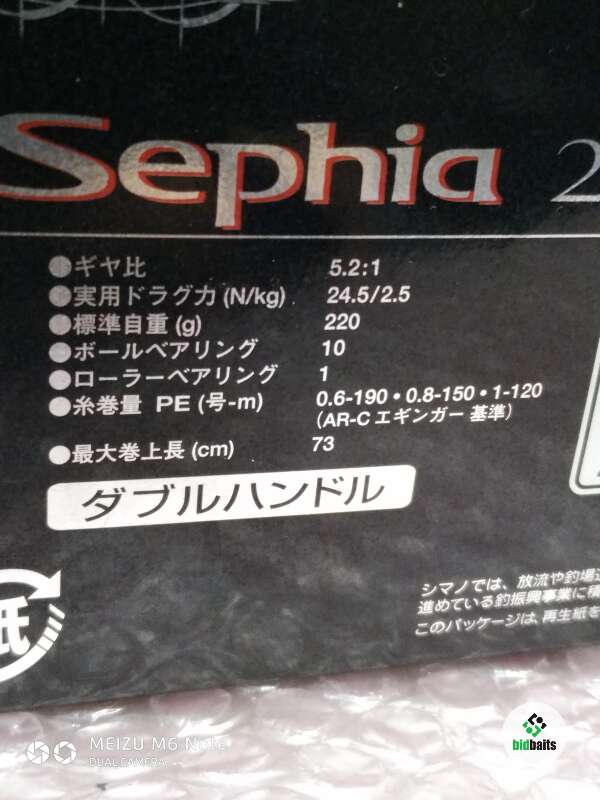 Sephia 2
●ギヤ比 5.2:1
●実用ドラグ力(N/kg) 24.5/2.5
●標準自重(g) 220
●ボールベアリング 10
●ローラーベアリング 1
●糸巻量 PE(号-m) 0.6-190・0.8-150・1-120
(AR-C エギンガー 基準)
●最大巻上長(cm) 73
ダブルハンドル
シマノでは、放流や釣場
進めている釣振興事業に積
このパッケージは、再生紙を
紙
bidbaits
MEIZU M6 Note
DUAL CAMERA